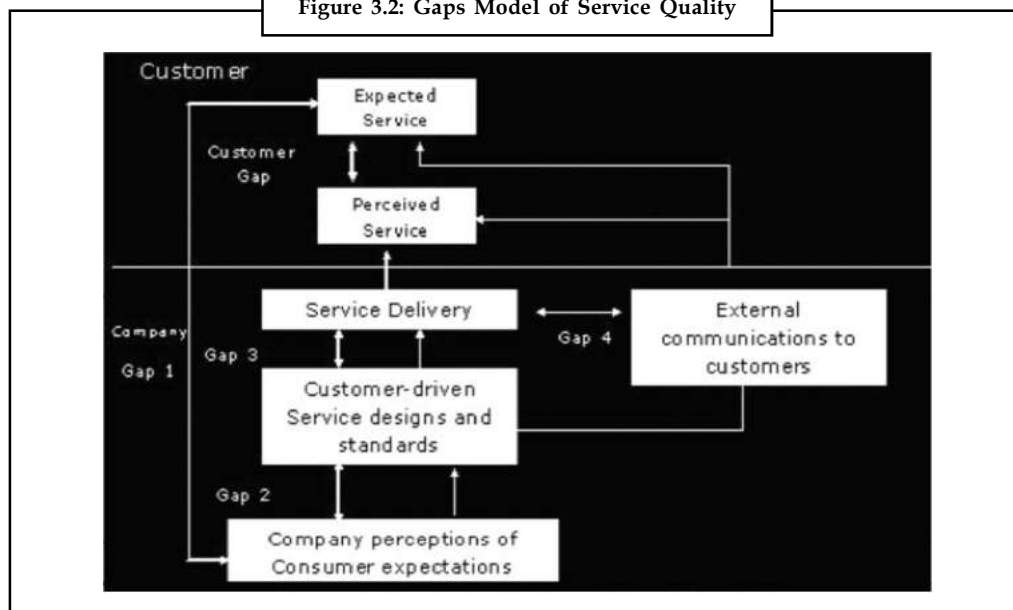 Figure 3.2: Gaps Model of Service Quality
Customer
Expected
Service
Customer
Gap
Perceived
Service
Service Delivery
External
communications to
customers
Gap 4
Company
Gap 1
Gap 3
Customer-driven
Service designs and
standards
Gap 2
Company perceptions of
Consumer expectations